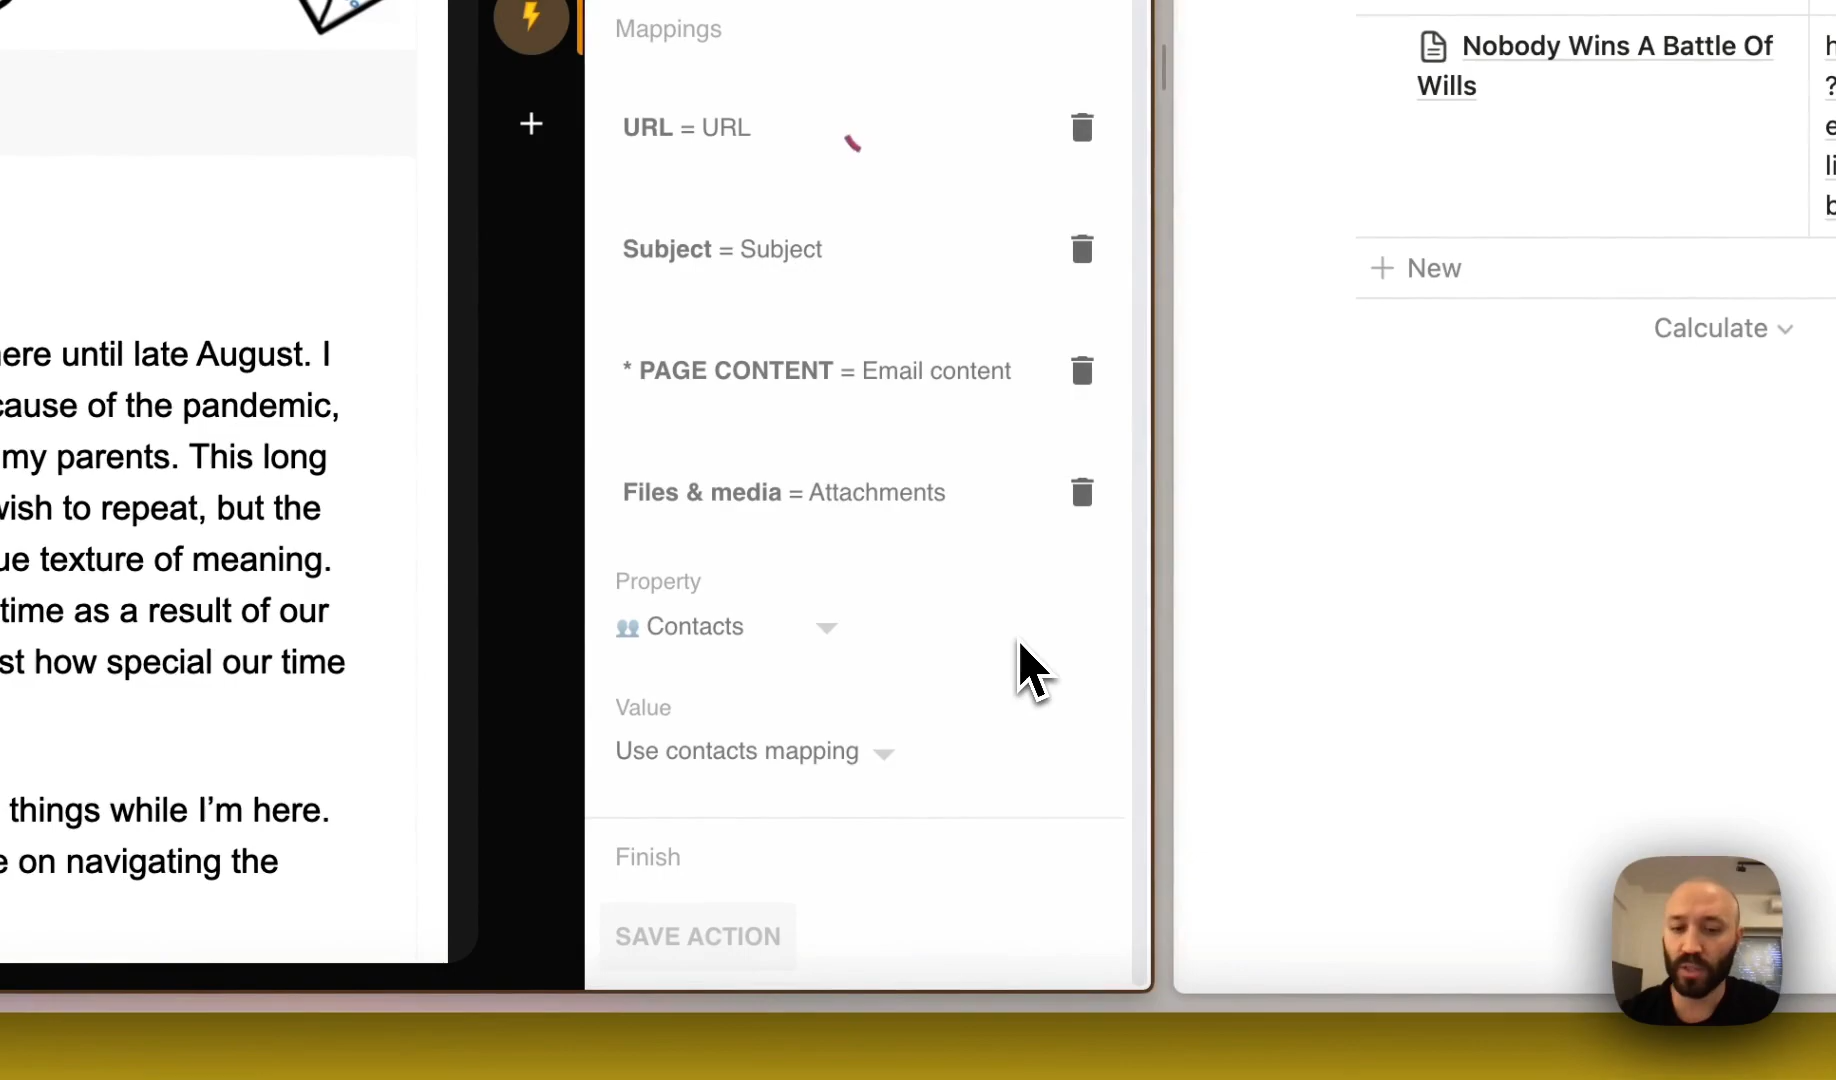 ere until late August. I
cause of the pandemic,
my parents. This long
wish to repeat, but the
ue texture of meaning.
time as a result of our
st how special our time
things while I'm here.
e on navigating the
Mappings
URL = URL
Subject = Subject
* PAGE CONTENT = Email content
Files & media = Attachments
Property
👥 Contacts
Value
Use contacts mapping
Finish
SAVE ACTION
Nobody Wins A Battle Of
Wills
+ New
Calculate